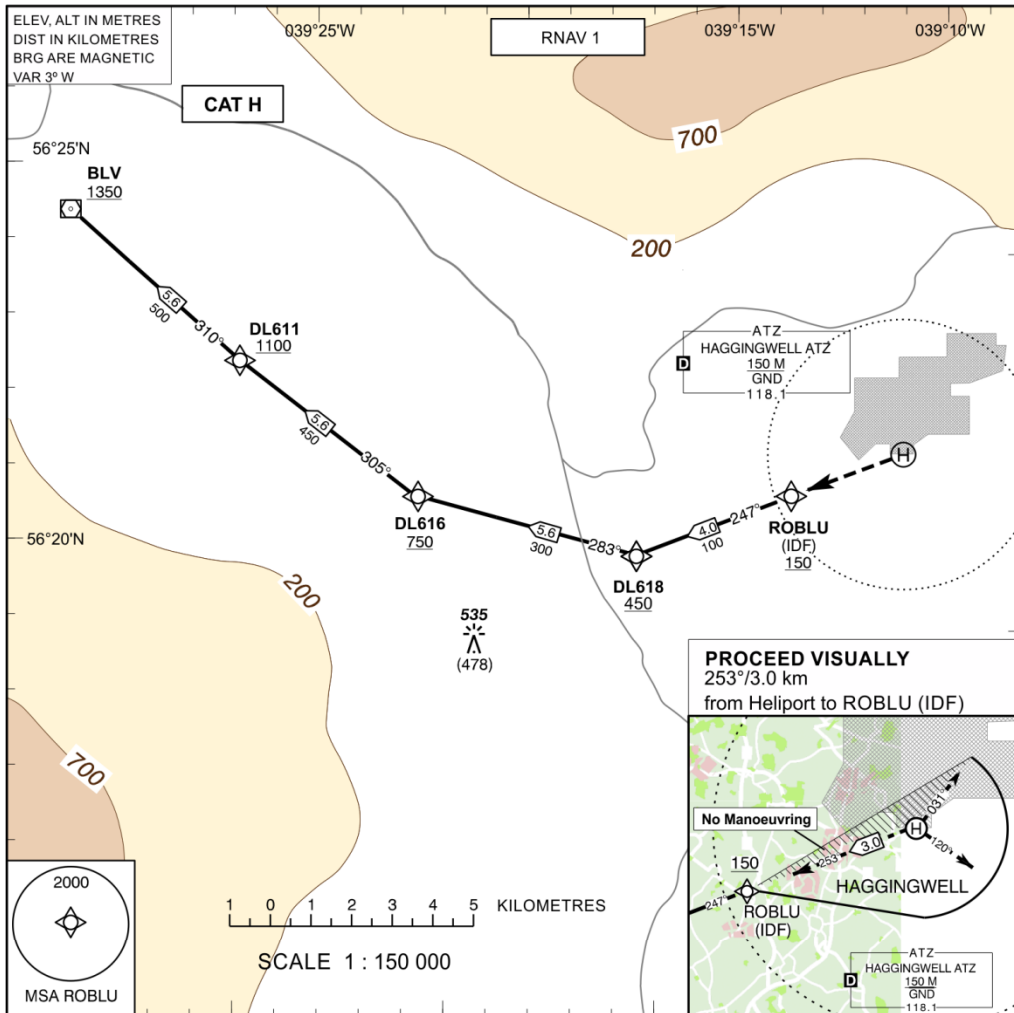 ELEV, ALT IN METRES
DIST IN KILOMETRES
BRG ARE MAGNETIC
VAR 3° W
039°25'W
RNAV 1
039°15'W
039°10'W
CAT H
700
56°25'N
BLV
1350
200
5.6
500
310°
DL611
1100
ATZ
HAGGINGWELL ATZ
150 M
GND
118.1
D
5.6
450
305°
H
DL616
750
5.6
300
283°
4.0
100
247°
ROBLU
(IDF)
150
56°20'N
DL618
450
200
535
(478)
PROCEED VISUALLY
253°/3.0 km
from Heliport to ROBLU (IDF)
700
No Manoeuvring
031°
H
120°
3.0
253°
150
HAGGINGWELL
247°
ROBLU
(IDF)
2000
MSA ROBLU
1 0 1 2 3 4 5 KILOMETRES
SCALE 1 : 150 000
ATZ
HAGGINGWELL ATZ
150 M
GND
118.1
D